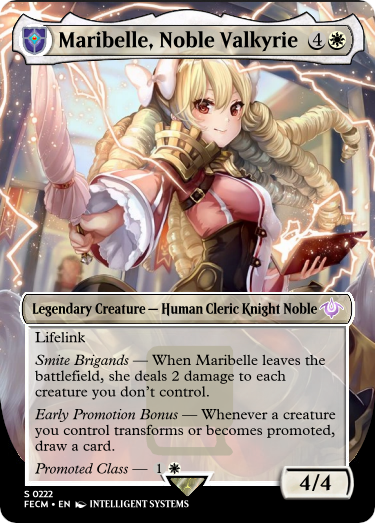 Maribelle, Noble Valkyrie 4
Legendary Creature — Human Cleric Knight Noble
Lifelink
Smite Brigands — When Maribelle leaves the
battlefield, she deals 2 damage to each
creature you don't control.
Early Promotion Bonus — Whenever a creature
you control transforms or becomes promoted,
draw a card.
Promoted Class — 1
4/4
S 0222
FECM • EN INTELLIGENT SYSTEMS